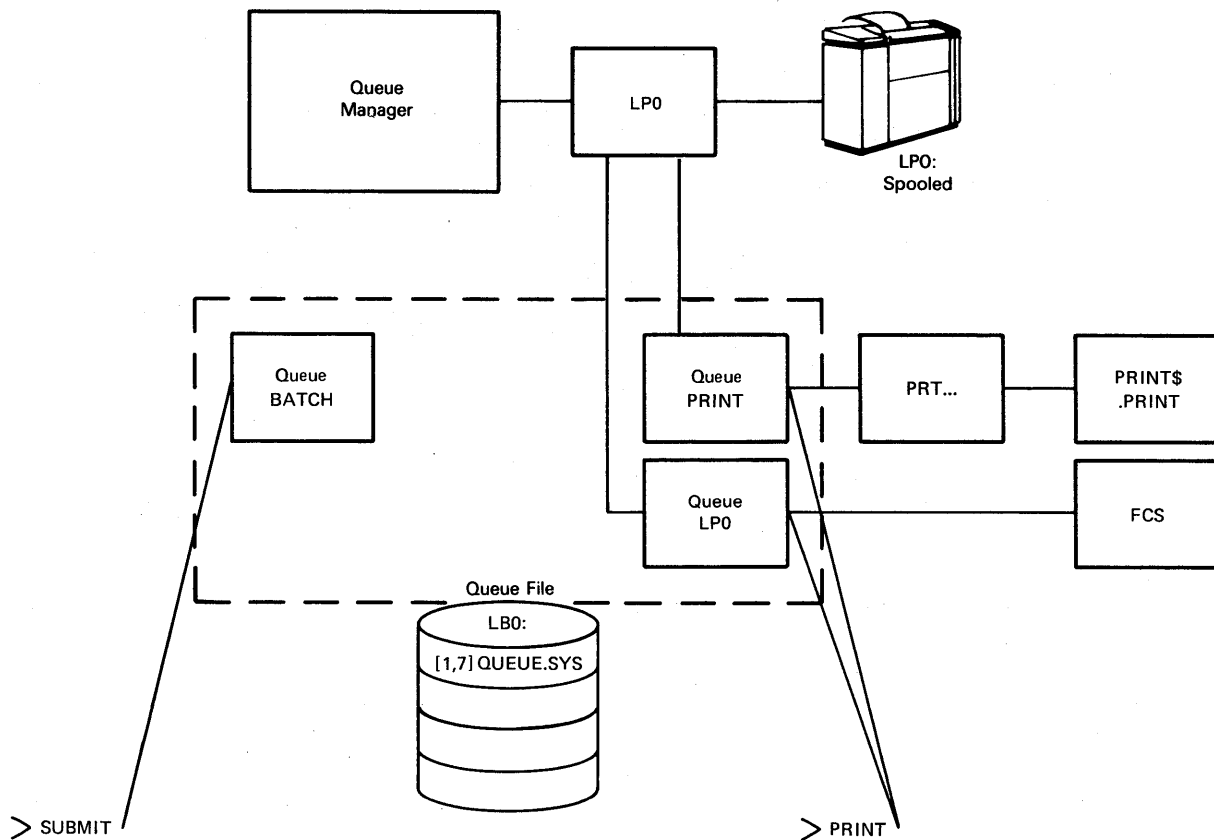 Queue
Manager
LP0
LP0:
Spooled
Queue
BATCH
Queue
PRINT
PRT...
PRINT$
.PRINT
Queue
LP0
FCS
Queue File
LB0:
[1,7] QUEUE.SYS
> SUBMIT
> PRINT